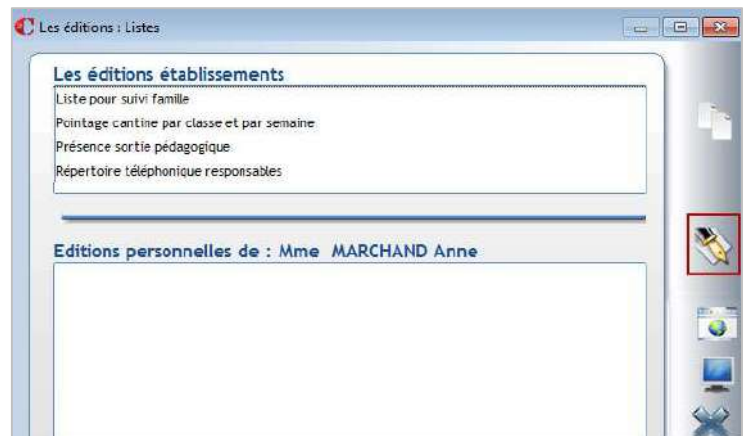 Les éditions : Listes
Les éditions établissements
Liste pour suivi famille
Pointage cantine par classe et par semaine
Présence sortie pédagogique
Répertoire téléphonique responsables
Editions personnelles de : Mme MARCHAND Anne